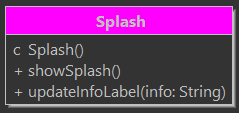 Splash
c Splash()
+ showSplash()
+ updateInfoLabel(info: String)